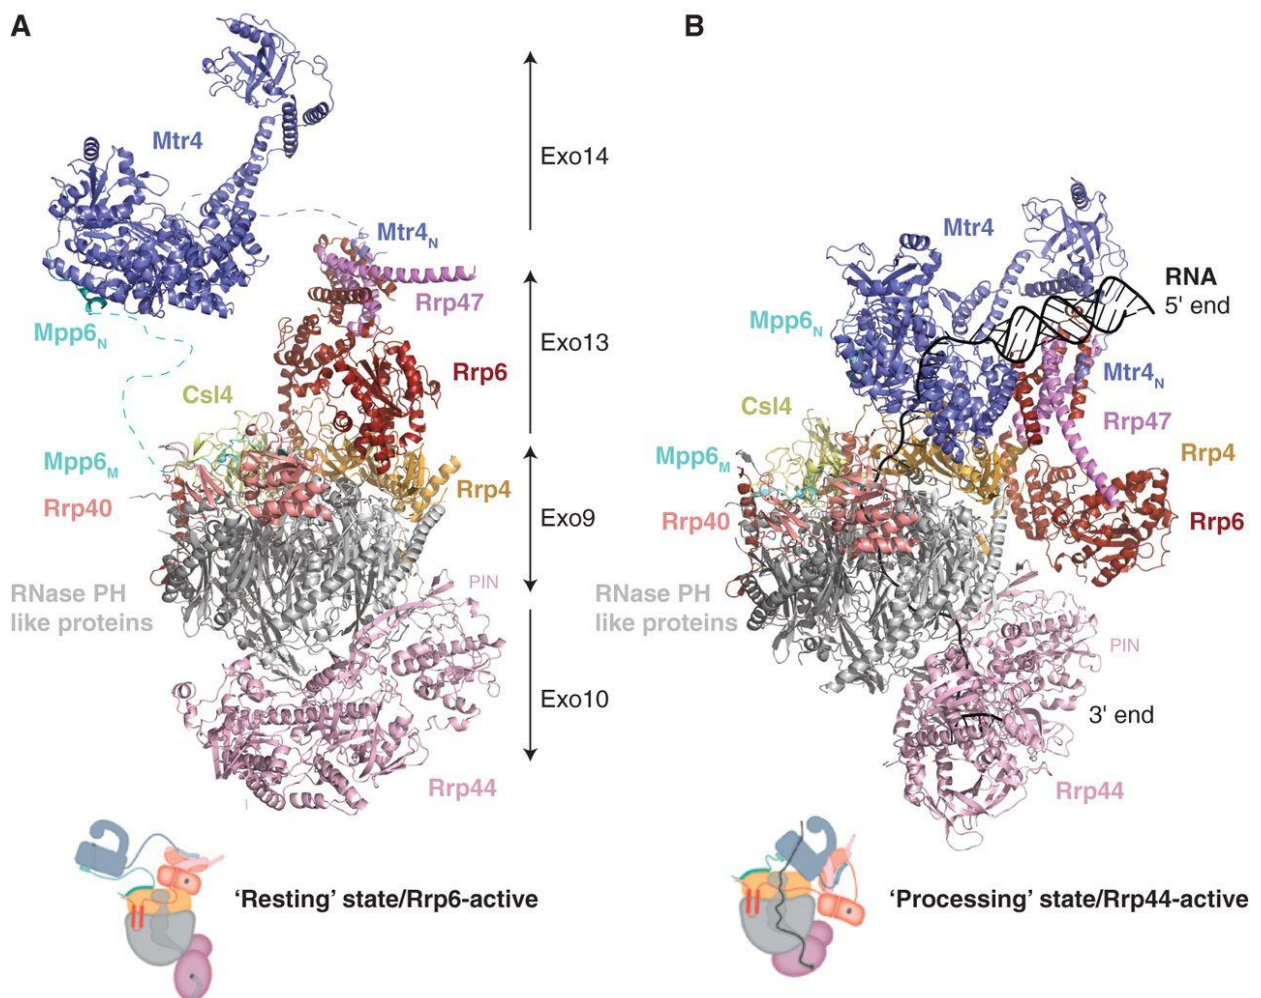 A
Mtr4
Exo14
Mtr4N
Rrp47
Mpp6N
Exo13
Rrp6
Csl4
Mpp6M
Rrp4
Rrp40
Exo9
PIN
RNase PH
like proteins
Exo10
Rrp44
'Resting' state/Rrp6-active
B
Mtr4
RNA
5' end
Mpp6N
Mtr4N
Csl4
Rrp47
Mpp6M
Rrp4
Rrp40
Rrp6
RNase PH
like proteins
PIN
3' end
Rrp44
'Processing' state/Rrp44-active